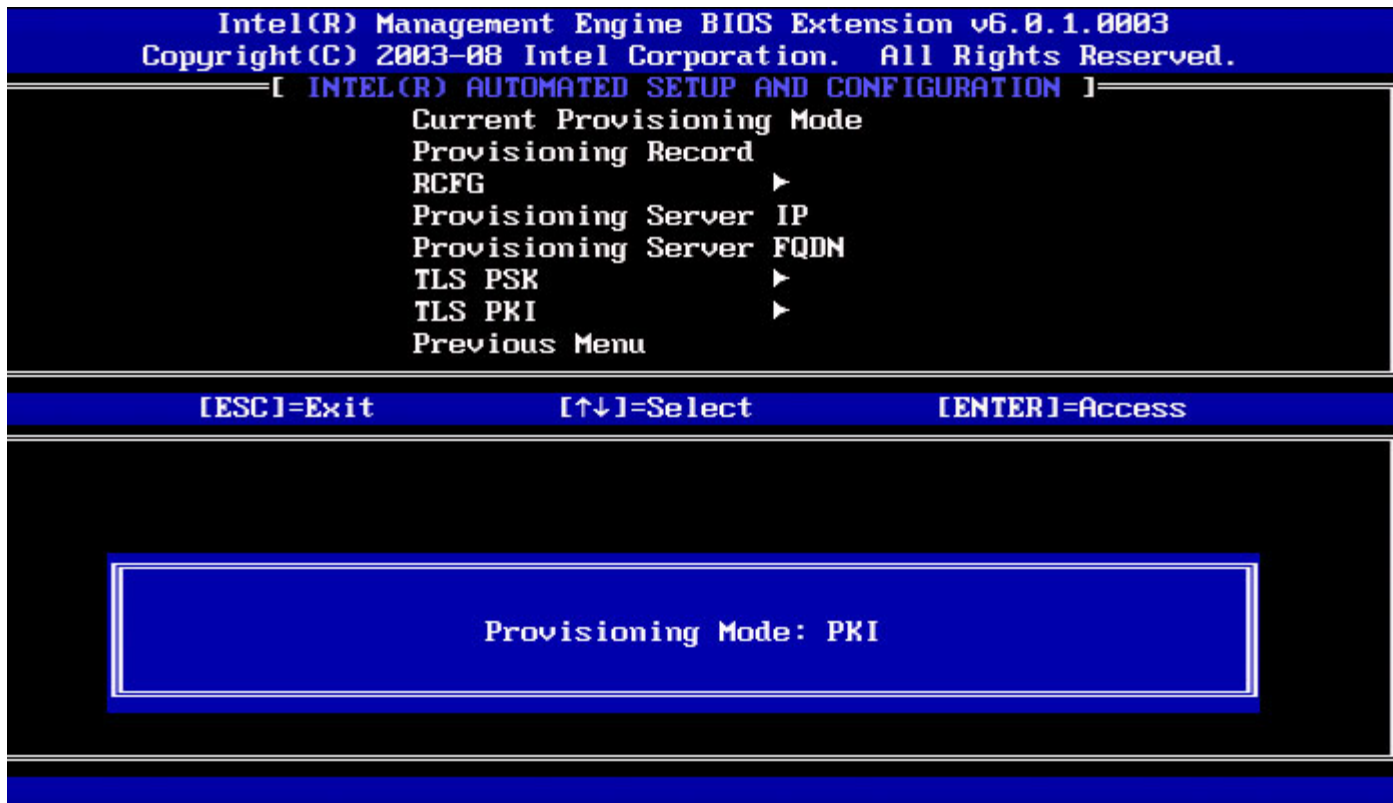 Intel(R) Management Engine BIOS Extension v6.0.1.0003
Copyright(C) 2003-08 Intel Corporation. All Rights Reserved.
[ INTEL(R) AUTOMATED SETUP AND CONFIGURATION ]
Current Provisioning Mode
Provisioning Record
RCFG ►
Provisioning Server IP
Provisioning Server FQDN
TLS PSK ►
TLS PKI ►
Previous Menu
[ESC]=Exit [↑↓]=Select [ENTER]=Access
Provisioning Mode: PKI